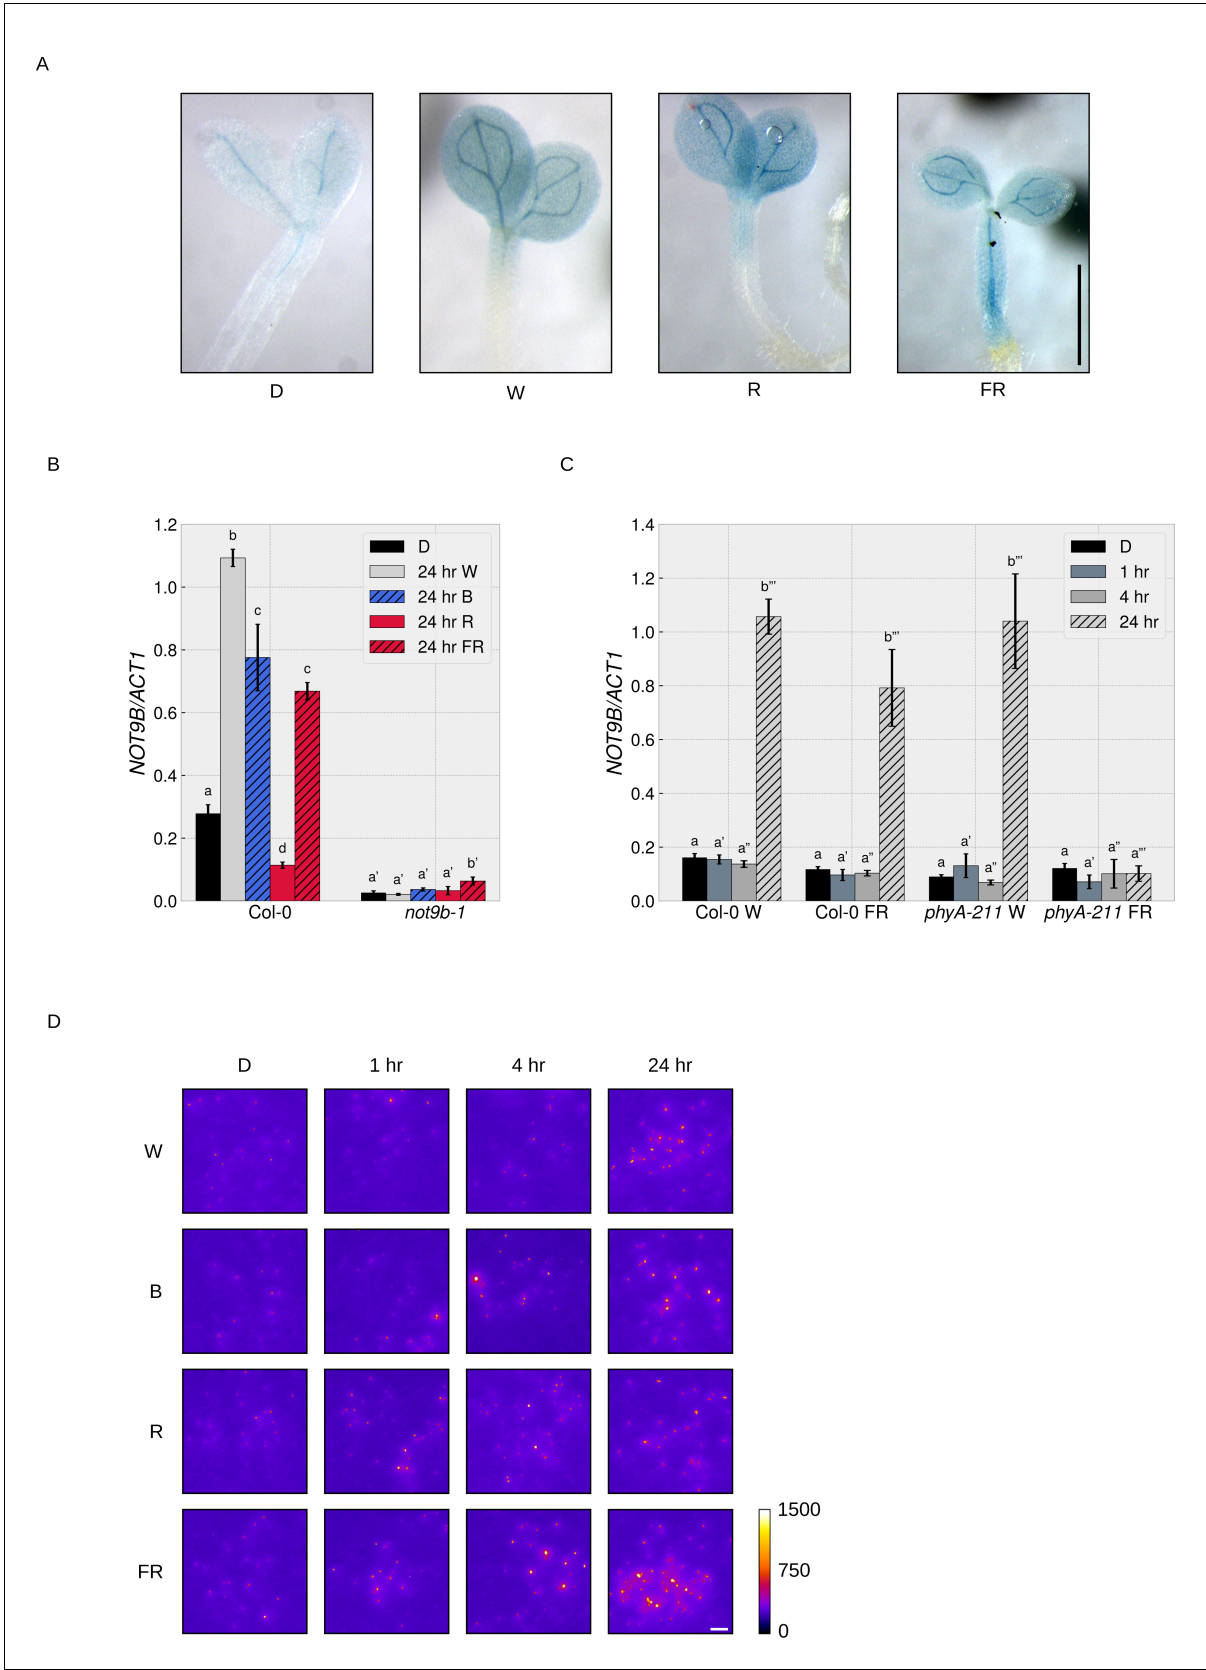 A
D
W
R
FR
B
C
1.2
1.0
0.8
0.6
0.4
0.2
0.0
NOT9B/ACT1
a
b
c
d
c
a'
a'
a'
a'
b'
D
24 hr W
24 hr B
24 hr R
24 hr FR
Col-0
not9b-1
1.4
1.2
1.0
0.8
0.6
0.4
0.2
0.0
NOT9B/ACT1
a
a'
a"
b"'
a
a'
a"
b"'
a
a'
a"
b"'
a
a'
a"
a"'
D
1 hr
4 hr
24 hr
Col-0 W
Col-0 FR
phyA-211 W
phyA-211 FR
D
D
1 hr
4 hr
24 hr
W
B
R
FR
1500
750
0